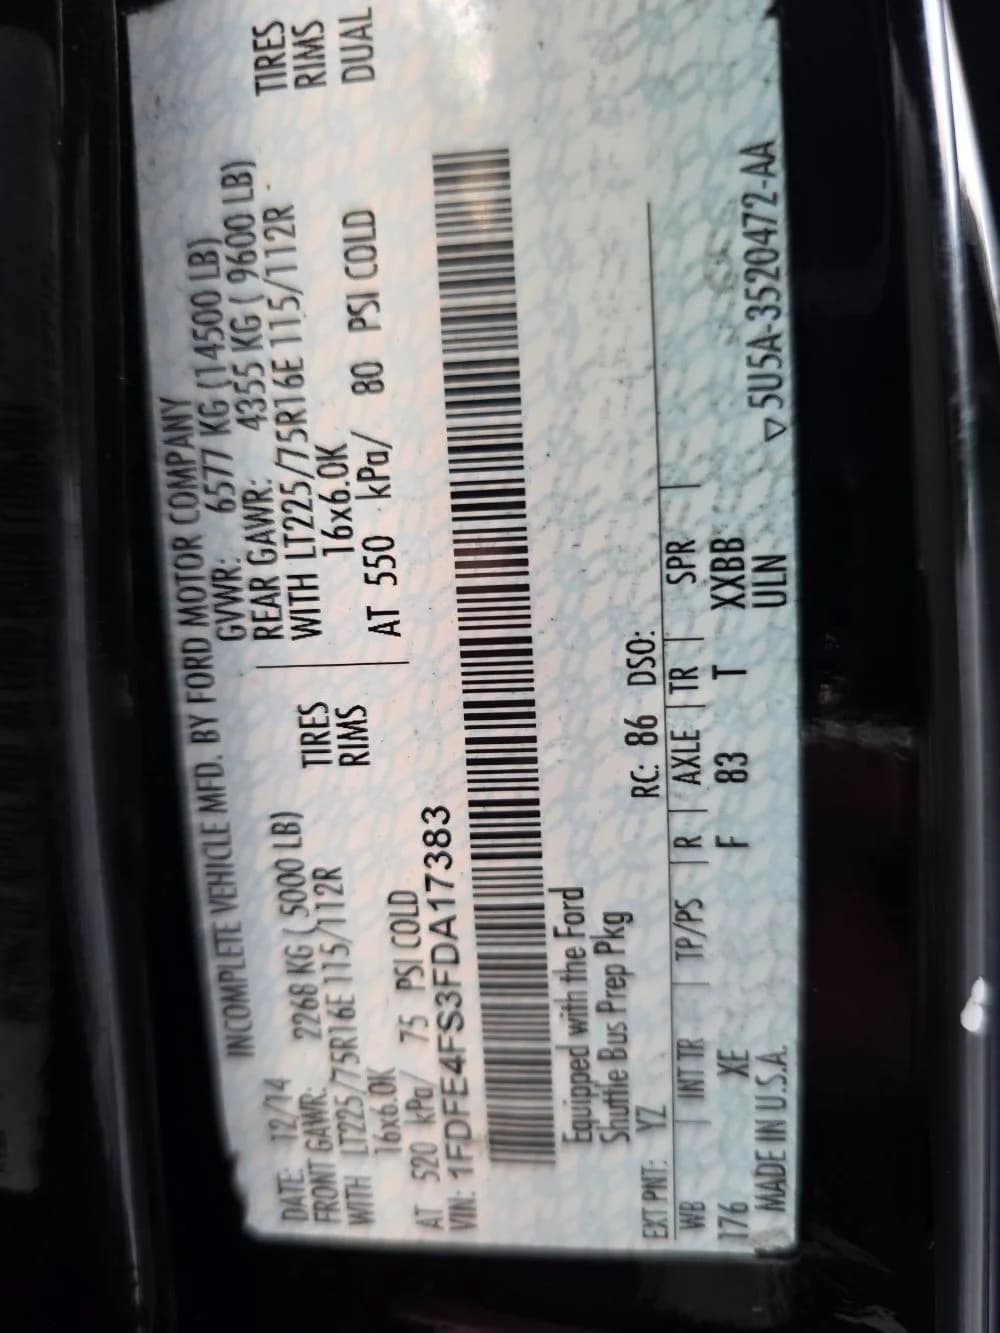 INCOMPLETE VEHICLE MFD. BY FORD MOTOR COMPANY
DATE: 12/14 GVWR: 6577 KG (14500 LB)
FRONT GAWR: 2268 KG ( 5000 LB) REAR GAWR: 4355 KG ( 9600 LB)
WITH LT225/75R16E 115/112R TIRES WITH LT225/75R16E 115/112R TIRES
16x6.0K RIMS 16x6.0K RIMS
AT 520 kPa/ 75 PSI COLD AT 550 kPa/ 80 PSI COLD DUAL
VIN: 1FDFE4FS3FDA17383
Equipped with the Ford
Shuttle Bus Prep Pkg
EXT PNT: YZ RC: 86 DSO:
WB | INT TR | TP/PS | R | AXLE | TR | SPR |
176 XE F 83 T XXBB
MADE IN U.S.A. ULN ▽5U5A-3520472-AA